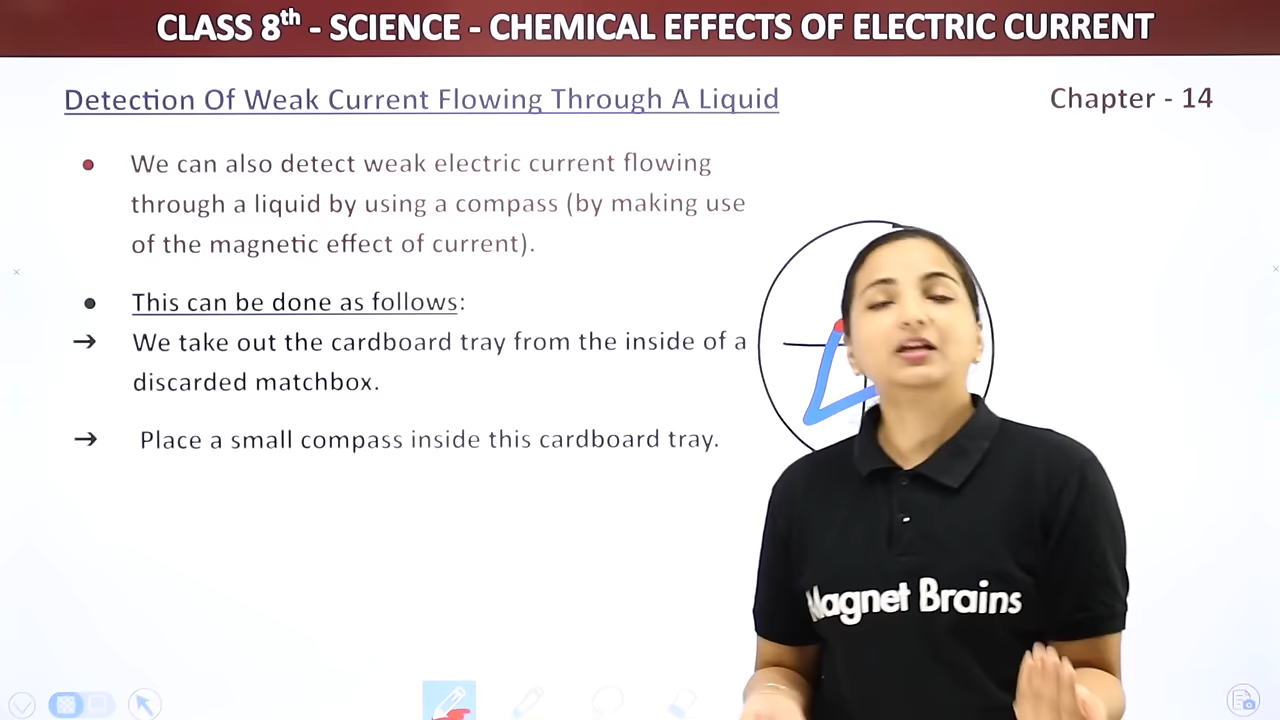 CLASS 8th - SCIENCE - CHEMICAL EFFECTS OF ELECTRIC CURRENT
Detection Of Weak Current Flowing Through A Liquid
Chapter - 14
• We can also detect weak electric current flowing
through a liquid by using a compass (by making use
of the magnetic effect of current).
• This can be done as follows:
→ We take out the cardboard tray from the inside of a
discarded matchbox.
→ Place a small compass inside this cardboard tray.
Magnet Brains